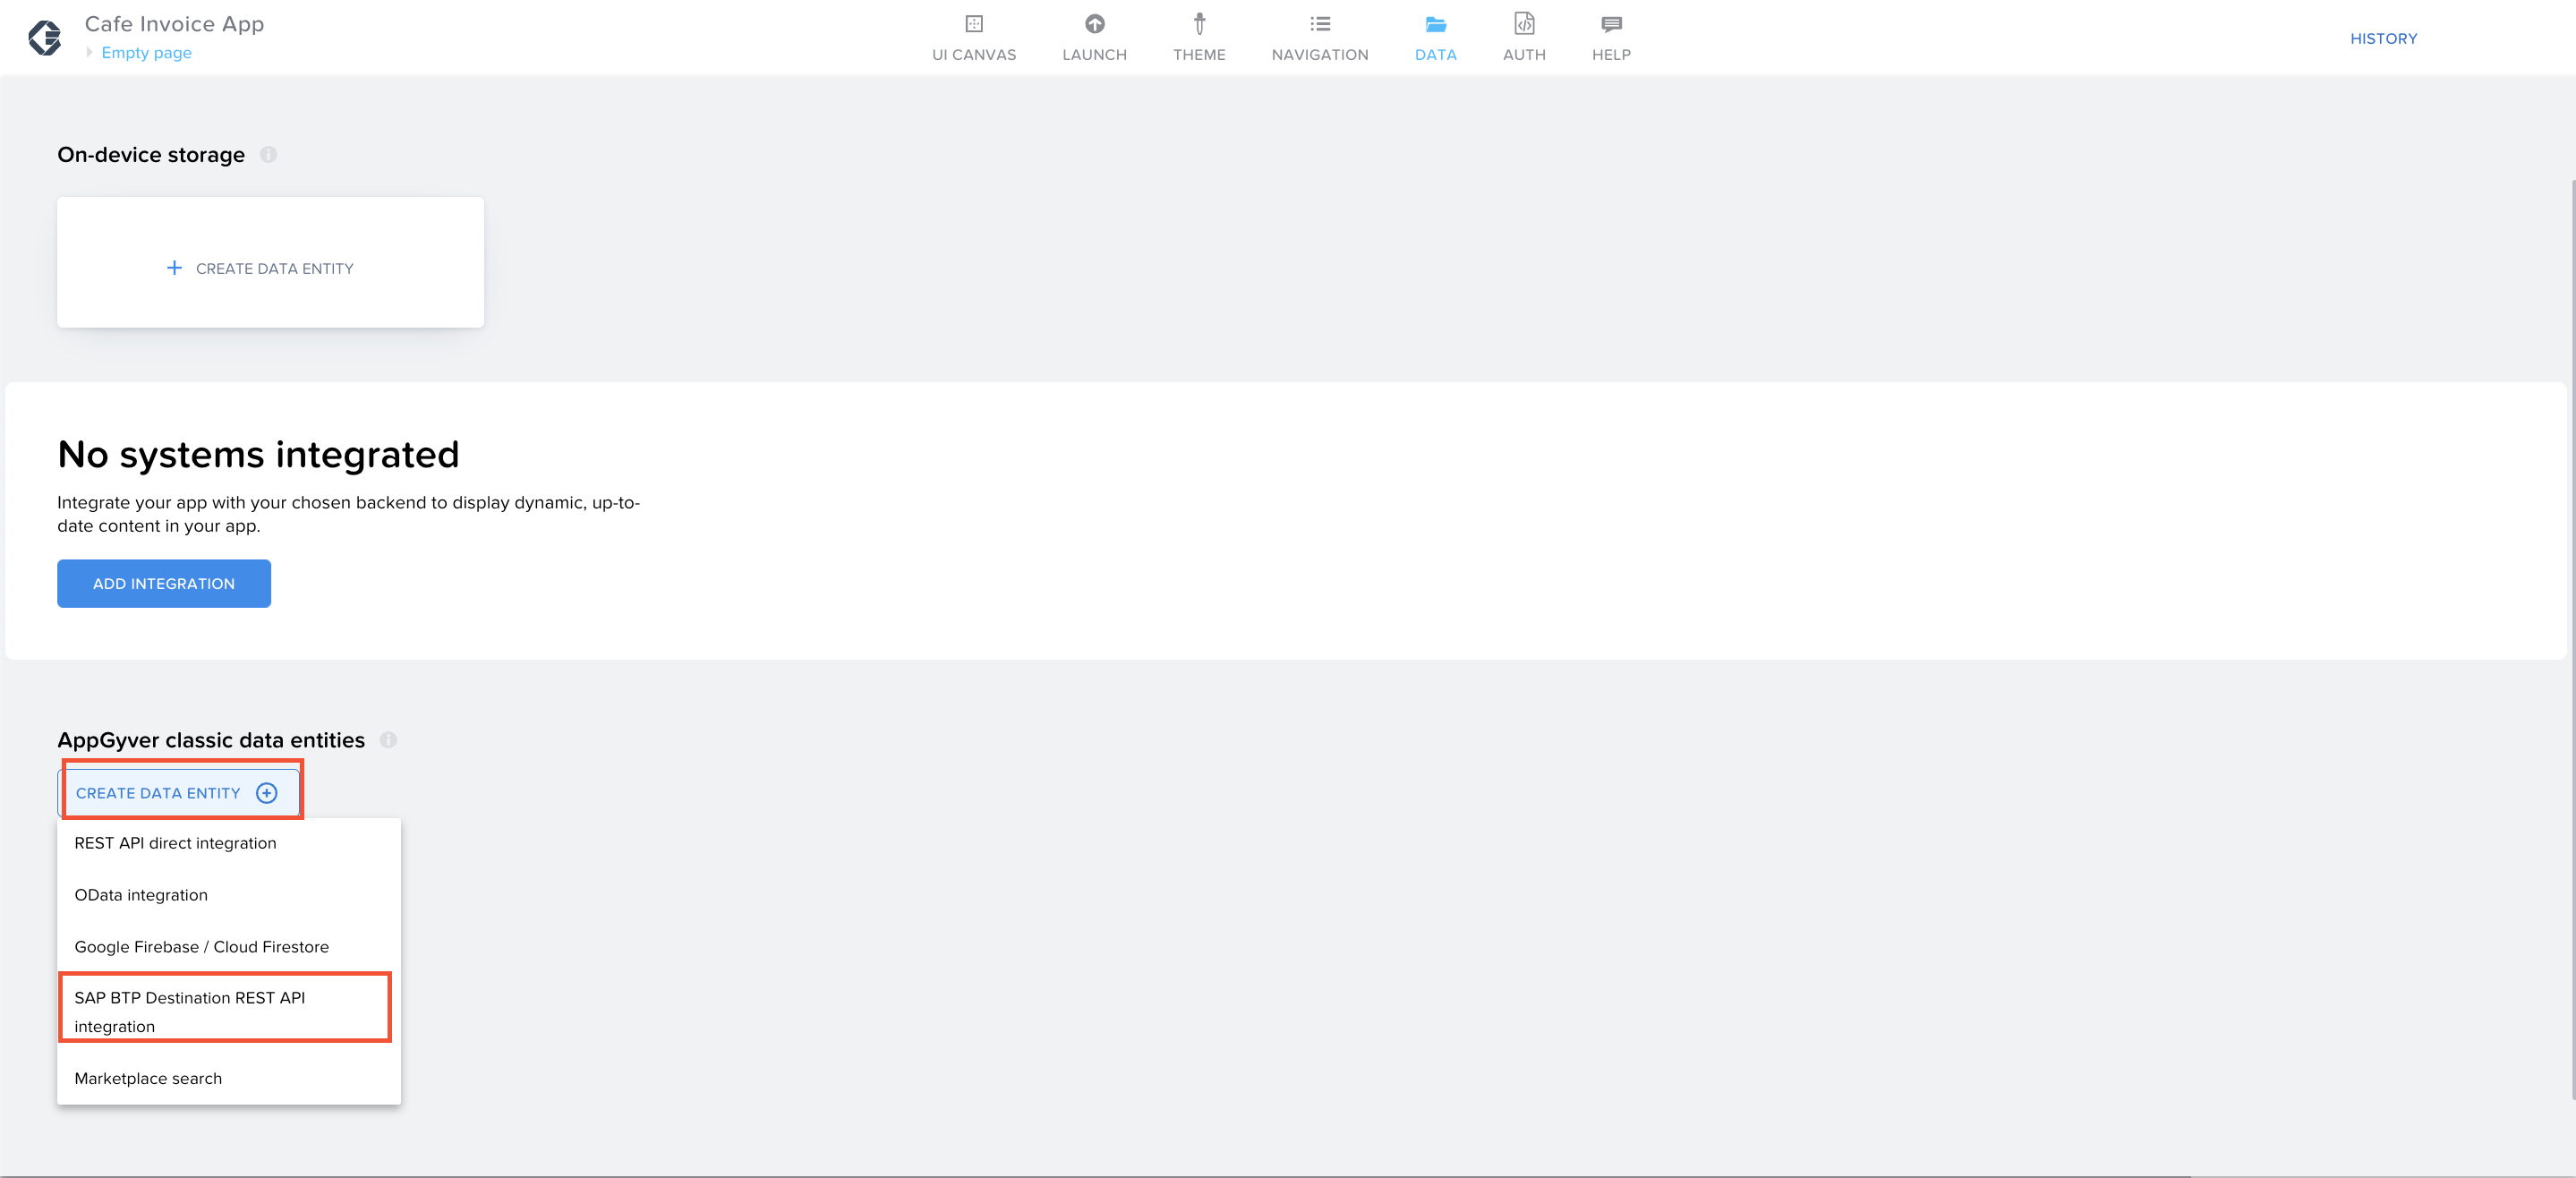 Cafe Invoice App
Empty page
UI CANVAS
LAUNCH
THEME
NAVIGATION
DATA
AUTH
HELP
HISTORY
On-device storage
CREATE DATA ENTITY
No systems integrated
Integrate your app with your chosen backend to display dynamic, up-to-
date content in your app.
ADD INTEGRATION
AppGyver classic data entities
CREATE DATA ENTITY
REST API direct integration
OData integration
Google Firebase / Cloud Firestore
SAP BTP Destination REST API
integration
Marketplace search